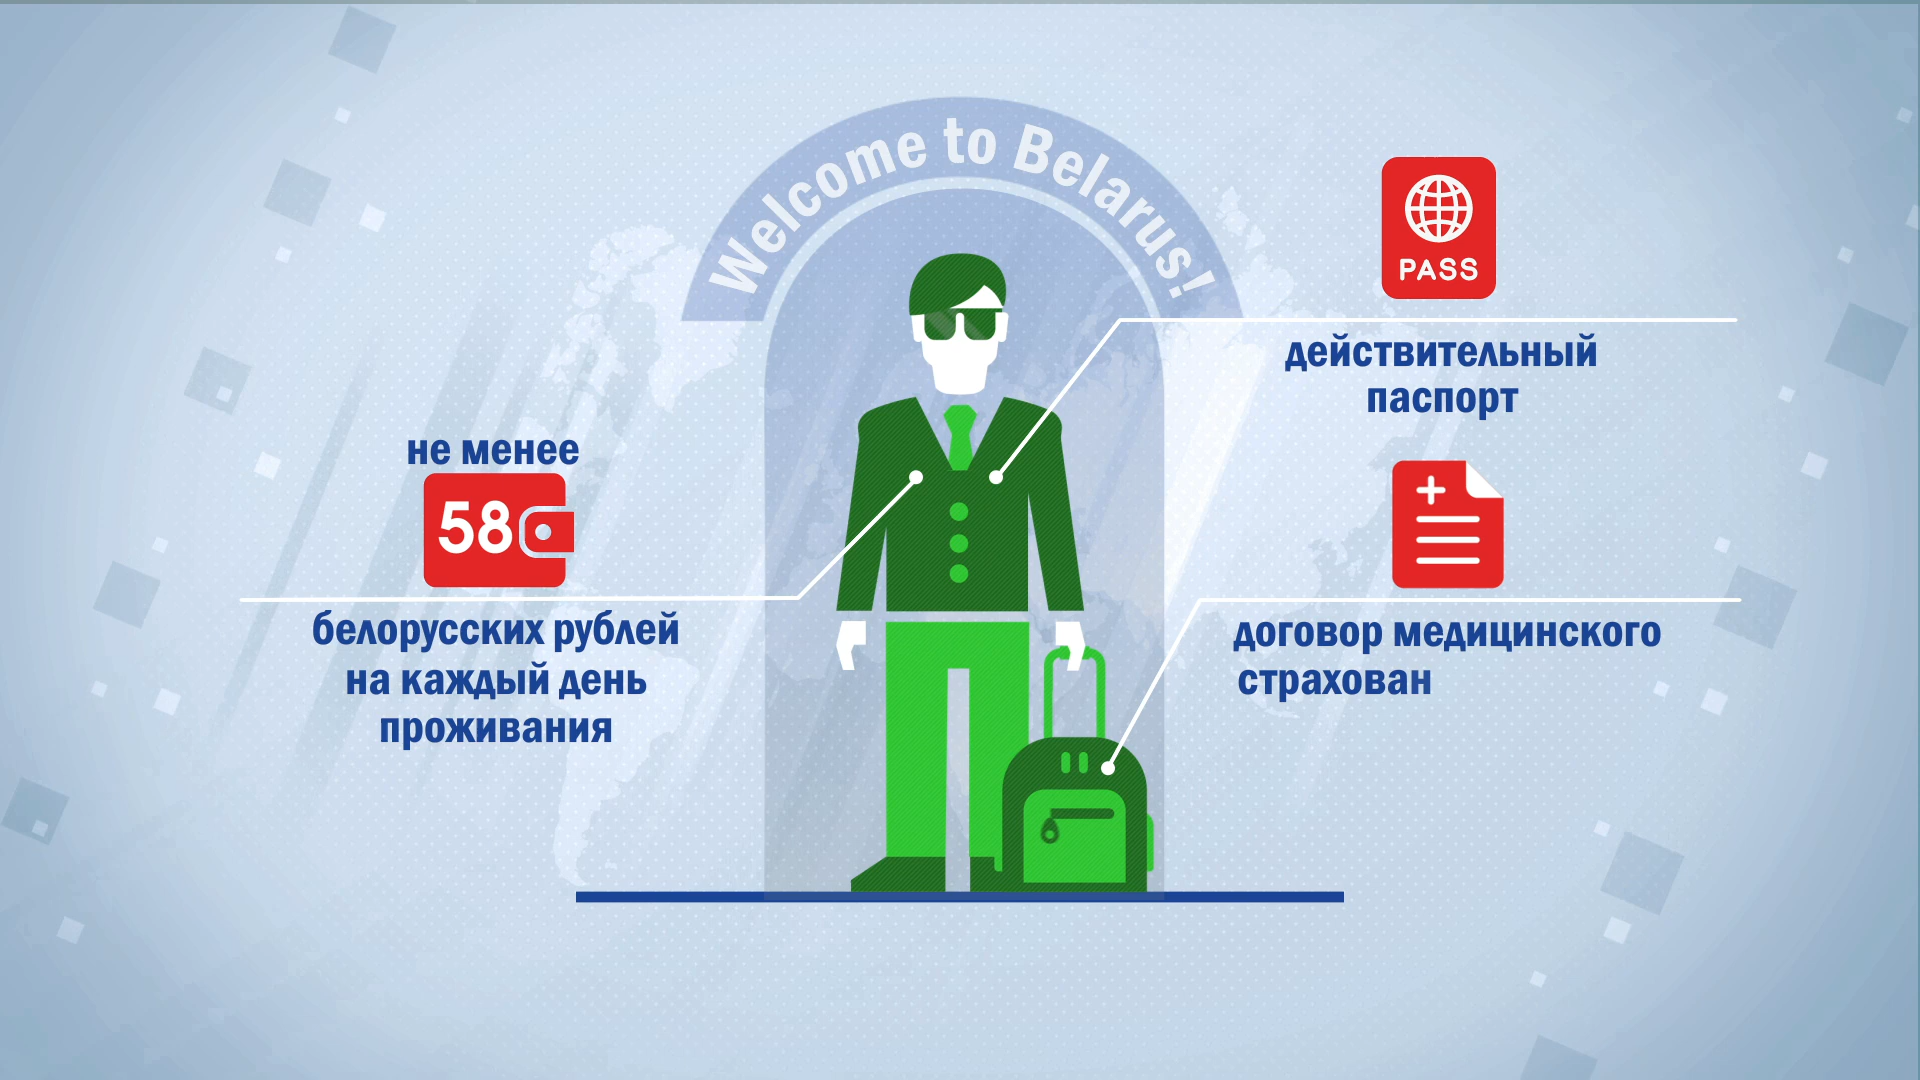 Welcome to Belarus!
не менее
58
белорусских рублей
на каждый день
проживания
PASS
действительный
паспорт
договор медицинского
страхован